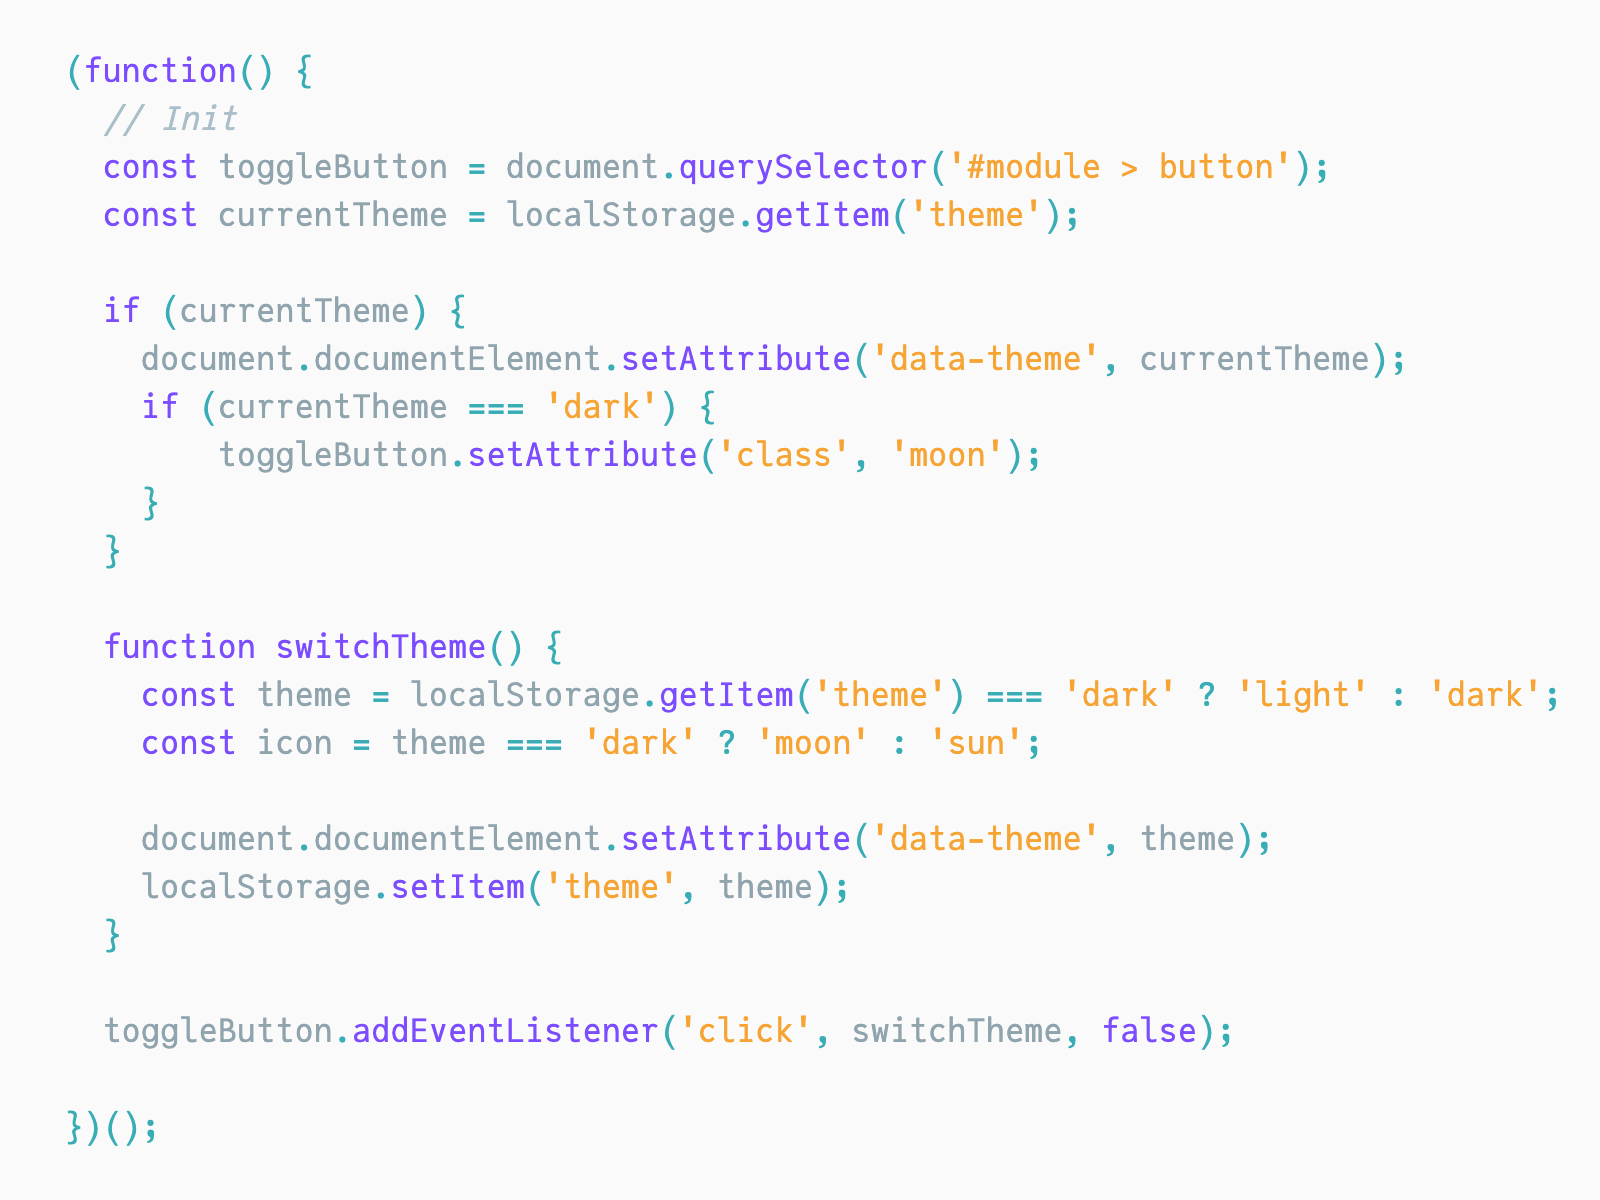 (function() {
  // Init
  const toggleButton = document.querySelector('#module > button');
  const currentTheme = localStorage.getItem('theme');

  if (currentTheme) {
    document.documentElement.setAttribute('data-theme', currentTheme);
    if (currentTheme === 'dark') {
        toggleButton.setAttribute('class', 'moon');
    }
  }

  function switchTheme() {
    const theme = localStorage.getItem('theme') === 'dark' ? 'light' : 'dark';
    const icon = theme === 'dark' ? 'moon' : 'sun';

    document.documentElement.setAttribute('data-theme', theme);
    localStorage.setItem('theme', theme);
  }

  toggleButton.addEventListener('click', switchTheme, false);

})();